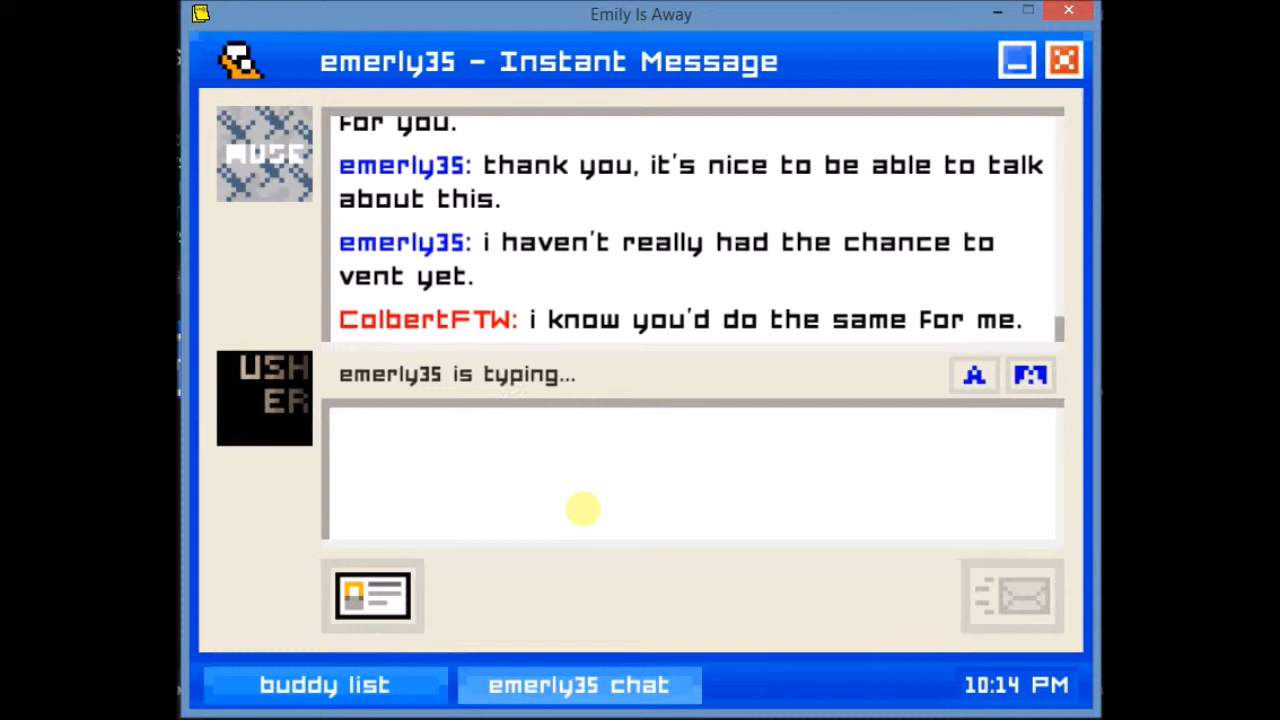 Emily Is Away
emerly35 - Instant Message
MUSE
for you.
emerly35: thank you, it's nice to be able to talk
about this.
emerly35: i haven't really had the chance to
vent yet.
ColbertFTW: i know you'd do the same for me.
USH
ER
emerly35 is typing...
A
buddy list
emerly35 chat
10:14 PM